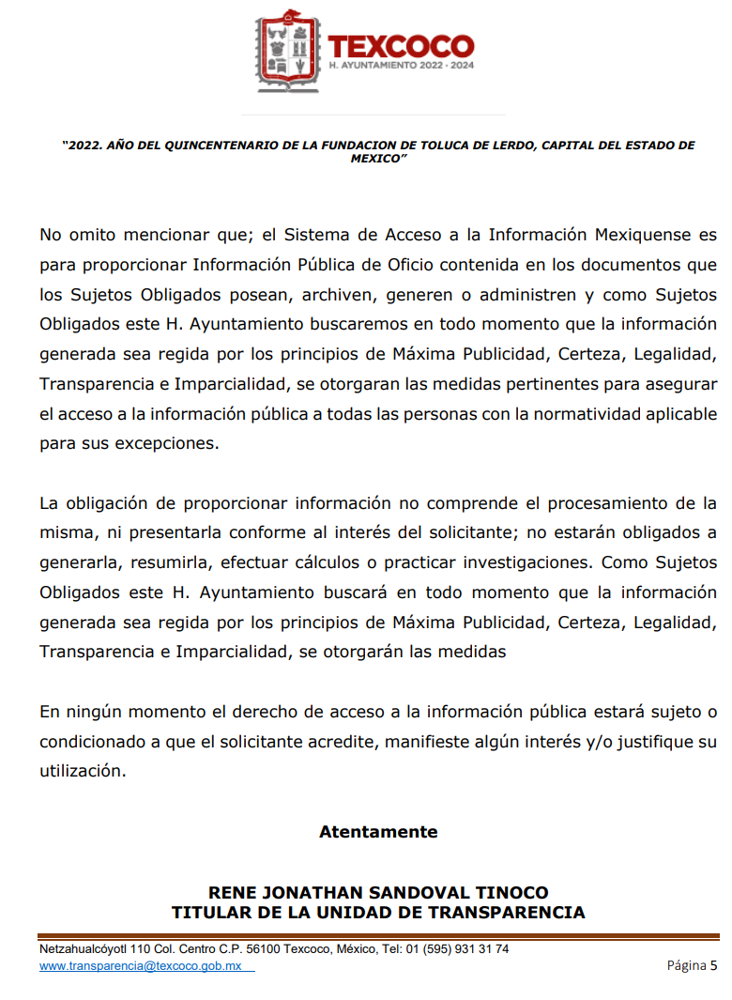 TEXCOCO
H. AYUNTAMIENTO 2022 - 2024
“2022. AÑO DEL QUINCENTENARIO DE LA FUNDACION DE TOLUCA DE LERDO, CAPITAL DEL ESTADO DE
MEXICO”
No omito mencionar que; el Sistema de Acceso a la Información Mexiquense es
para proporcionar Información Pública de Oficio contenida en los documentos que
los Sujetos Obligados posean, archiven, generen o administren y como Sujetos
Obligados este H. Ayuntamiento buscaremos en todo momento que la información
generada sea regida por los principios de Máxima Publicidad, Certeza, Legalidad,
Transparencia e Imparcialidad, se otorgaran las medidas pertinentes para asegurar
el acceso a la información pública a todas las personas con la normatividad aplicable
para sus excepciones.
La obligación de proporcionar información no comprende el procesamiento de la
misma, ni presentarla conforme al interés del solicitante; no estarán obligados a
generarla, resumirla, efectuar cálculos o practicar investigaciones. Como Sujetos
Obligados este H. Ayuntamiento buscará en todo momento que la información
generada sea regida por los principios de Máxima Publicidad, Certeza, Legalidad,
Transparencia e Imparcialidad, se otorgarán las medidas
En ningún momento el derecho de acceso a la información pública estará sujeto o
condicionado a que el solicitante acredite, manifieste algún interés y/o justifique su
utilización.
Atentamente
RENE JONATHAN SANDOVAL TINOCO
TITULAR DE LA UNIDAD DE TRANSPARENCIA
Netzahualcóyotl 110 Col. Centro C.P. 56100 Texcoco, México, Tel: 01 (595) 931 31 74
www.transparencia@texcoco.gob.mx
Página 5